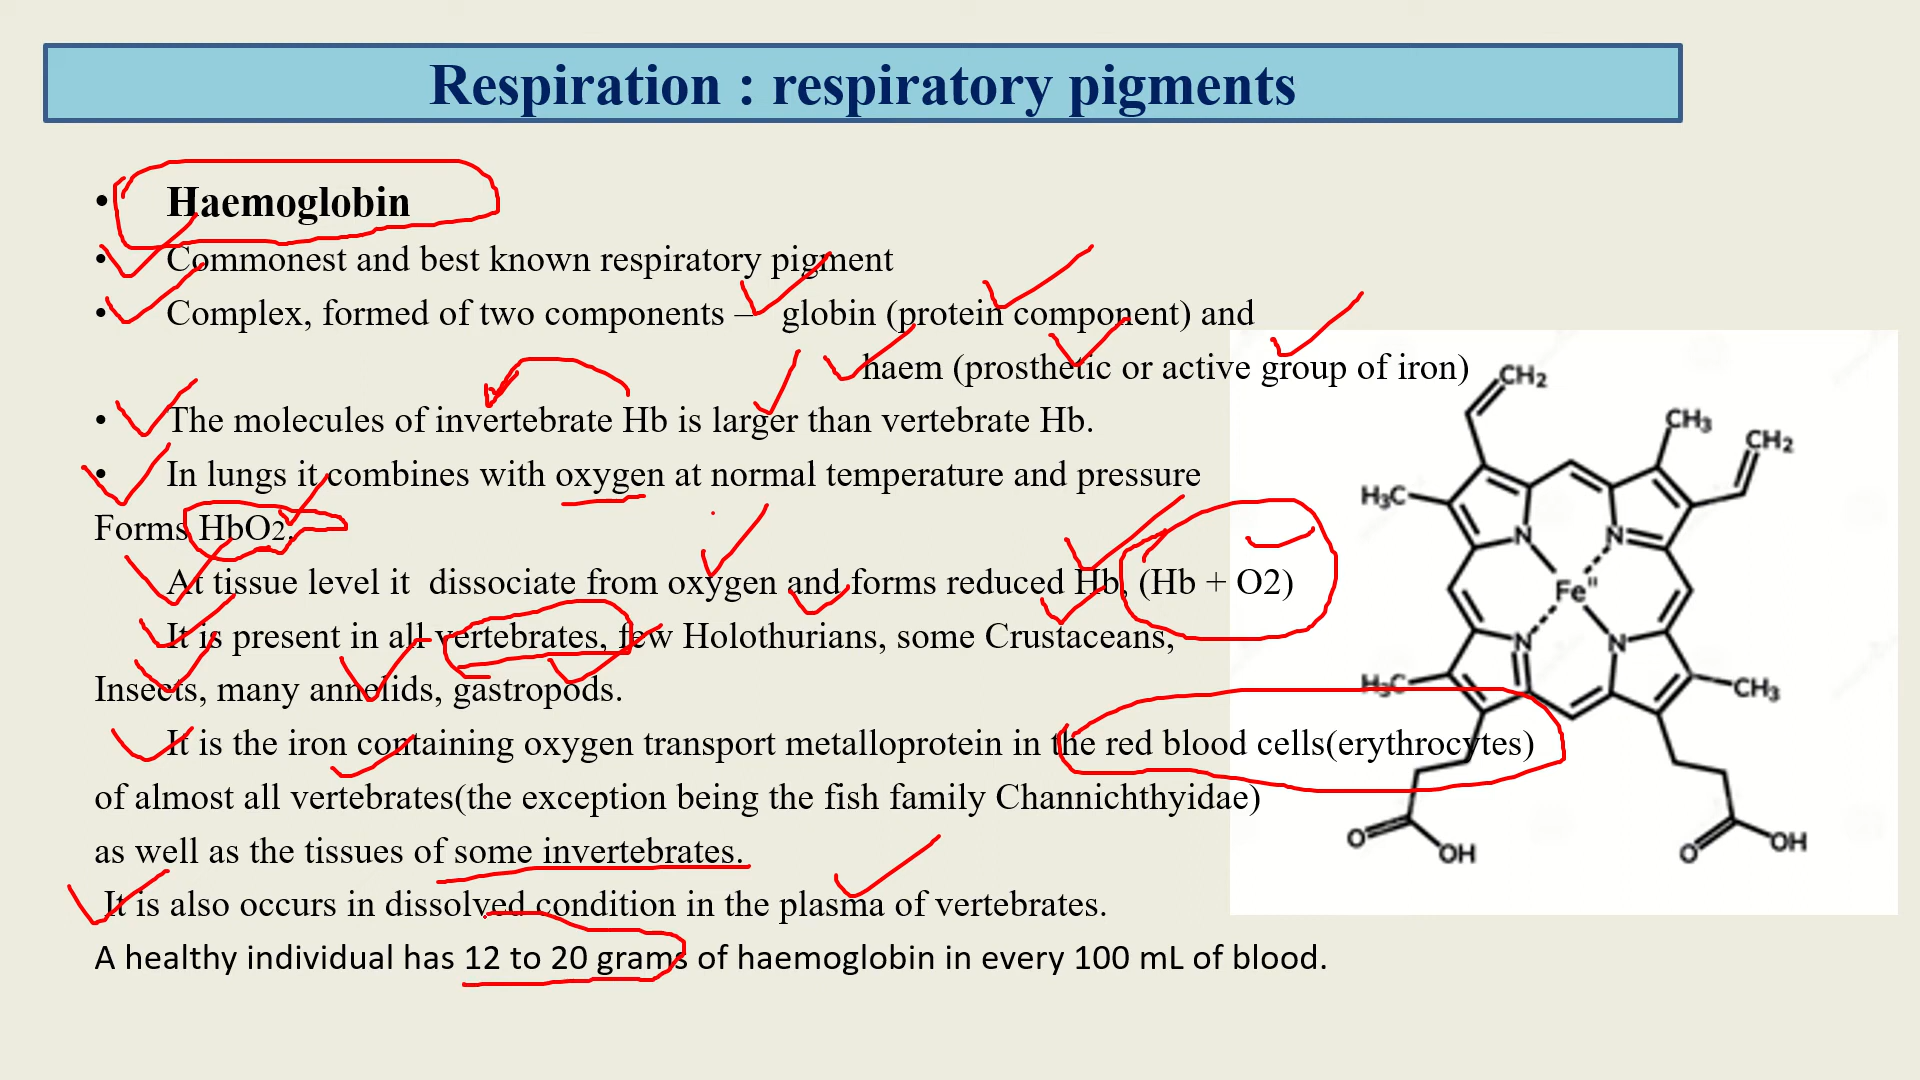 Respiration : respiratory pigments
• Haemoglobin
• Commonest and best known respiratory pigment
• Complex, formed of two components – globin (protein component) and
haem (prosthetic or active group of iron)
• The molecules of invertebrate Hb is larger than vertebrate Hb.
• In lungs it combines with oxygen at normal temperature and pressure
Forms HbO2.
At tissue level it dissociate from oxygen and forms reduced Hb, (Hb + O2)
It is present in all vertebrates, few Holothurians, some Crustaceans,
Insects, many annelids, gastropods.
It is the iron containing oxygen transport metalloprotein in the red blood cells(erythrocytes)
of almost all vertebrates(the exception being the fish family Channichthyidae)
as well as the tissues of some invertebrates.
It is also occurs in dissolved condition in the plasma of vertebrates.
A healthy individual has 12 to 20 grams of haemoglobin in every 100 mL of blood.
CH2
CH3
CH2
H3C
N N
Fe"
N N
H3C
CH3
O
OH
O
OH